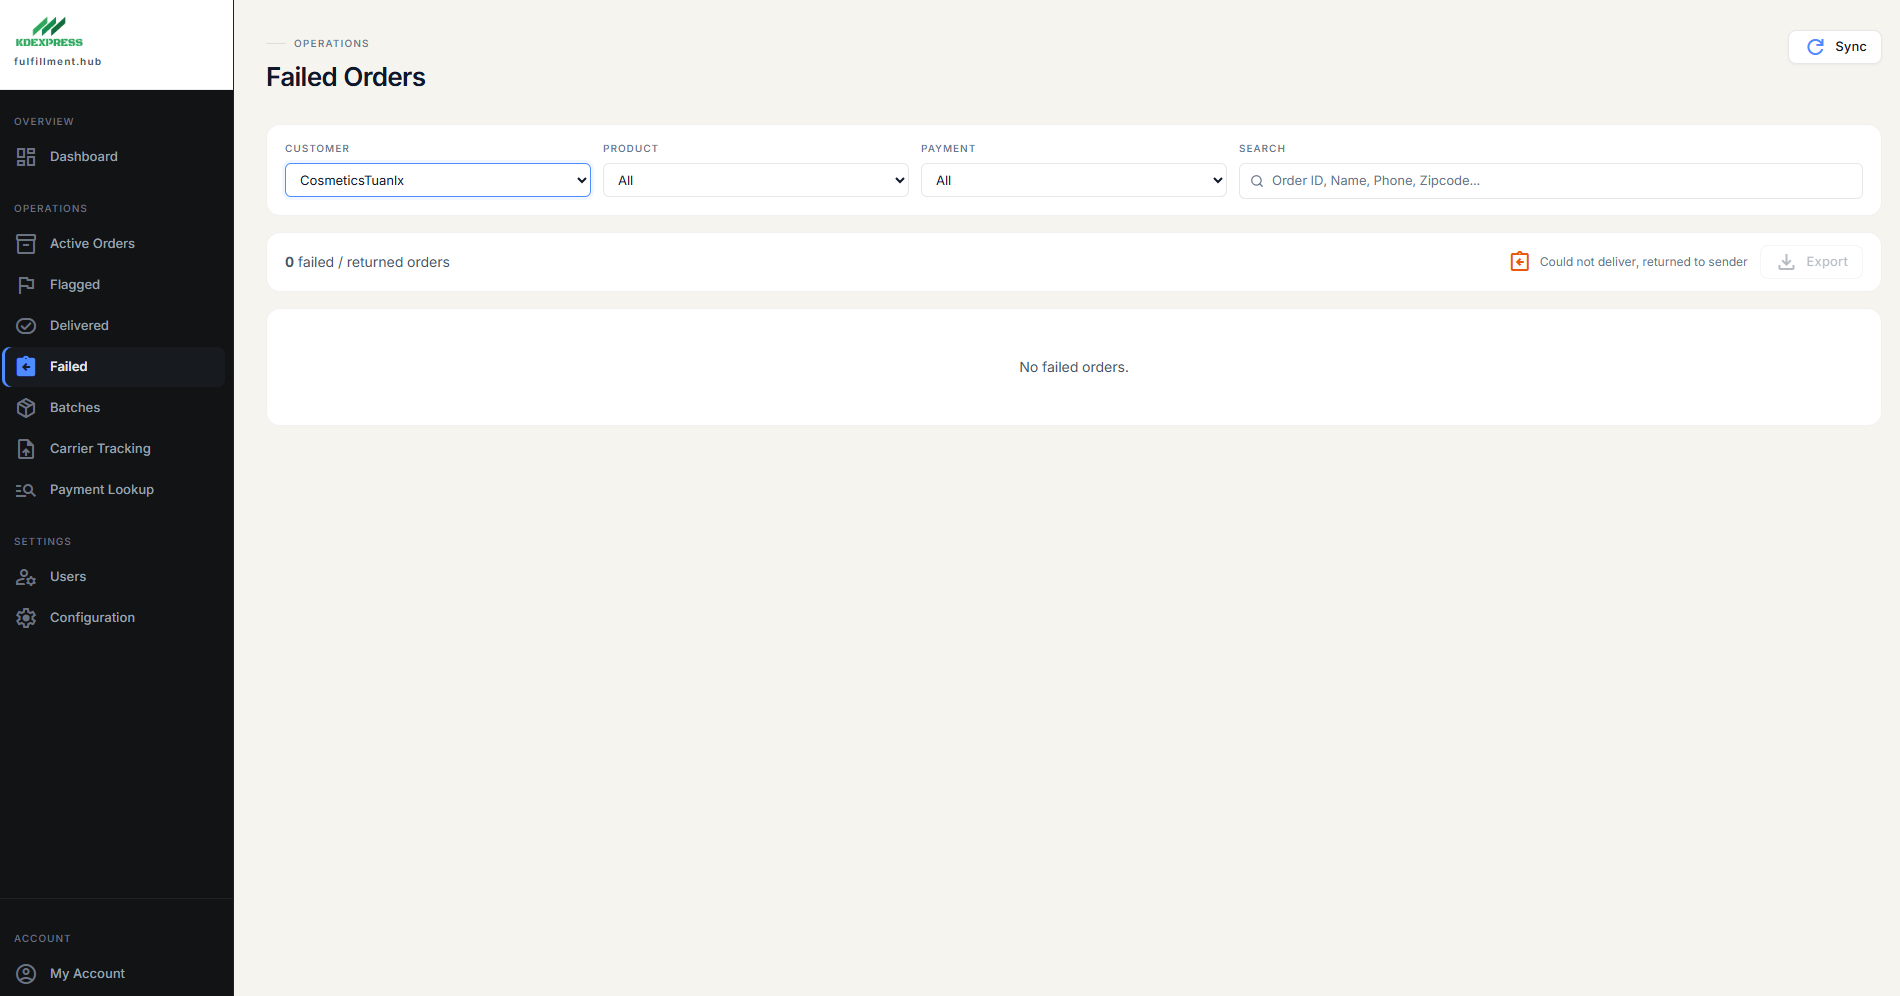 KDEXPRESS
fulfillment.hub
OVERVIEW
Dashboard
OPERATIONS
Active Orders
Flagged
Delivered
Failed
Batches
Carrier Tracking
Payment Lookup
SETTINGS
Users
Configuration
ACCOUNT
My Account
OPERATIONS
Failed Orders
Sync
CUSTOMER
PRODUCT
PAYMENT
SEARCH
CosmeticsTuanlx
All
All
Order ID, Name, Phone, Zipcode...
0 failed / returned orders
Could not deliver, returned to sender
Export
No failed orders.